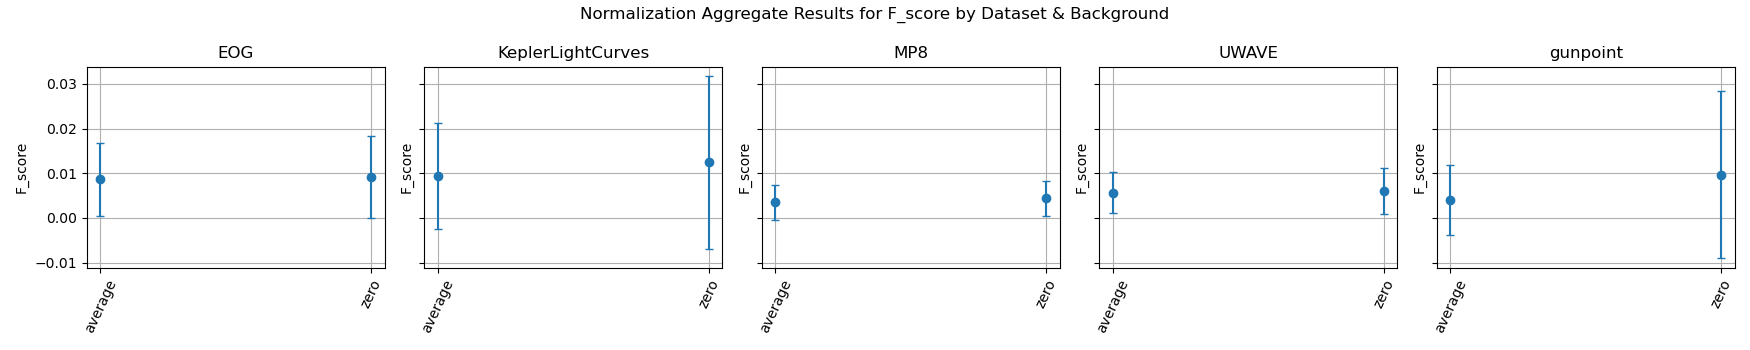 Normalization Aggregate Results for F_score by Dataset & Background
EOG
KeplerLightCurves
MP8
UWAVE
gunpoint
0.03
0.02
0.01
0.00
−0.01
F_score
F_score
F_score
F_score
F_score
average
zero
average
zero
average
zero
average
zero
average
zero